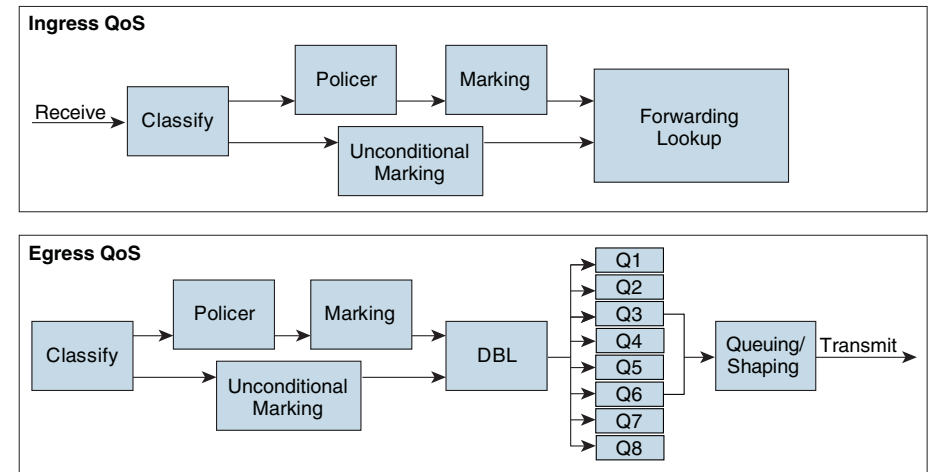 Ingress QoS
Receive
Classify
Policer
Marking
Unconditional
Marking
Forwarding
Lookup
Egress QoS
Classify
Policer
Marking
Unconditional
Marking
DBL
Q1
Q2
Q3
Q4
Q5
Q6
Q7
Q8
Queuing/
Shaping
Transmit